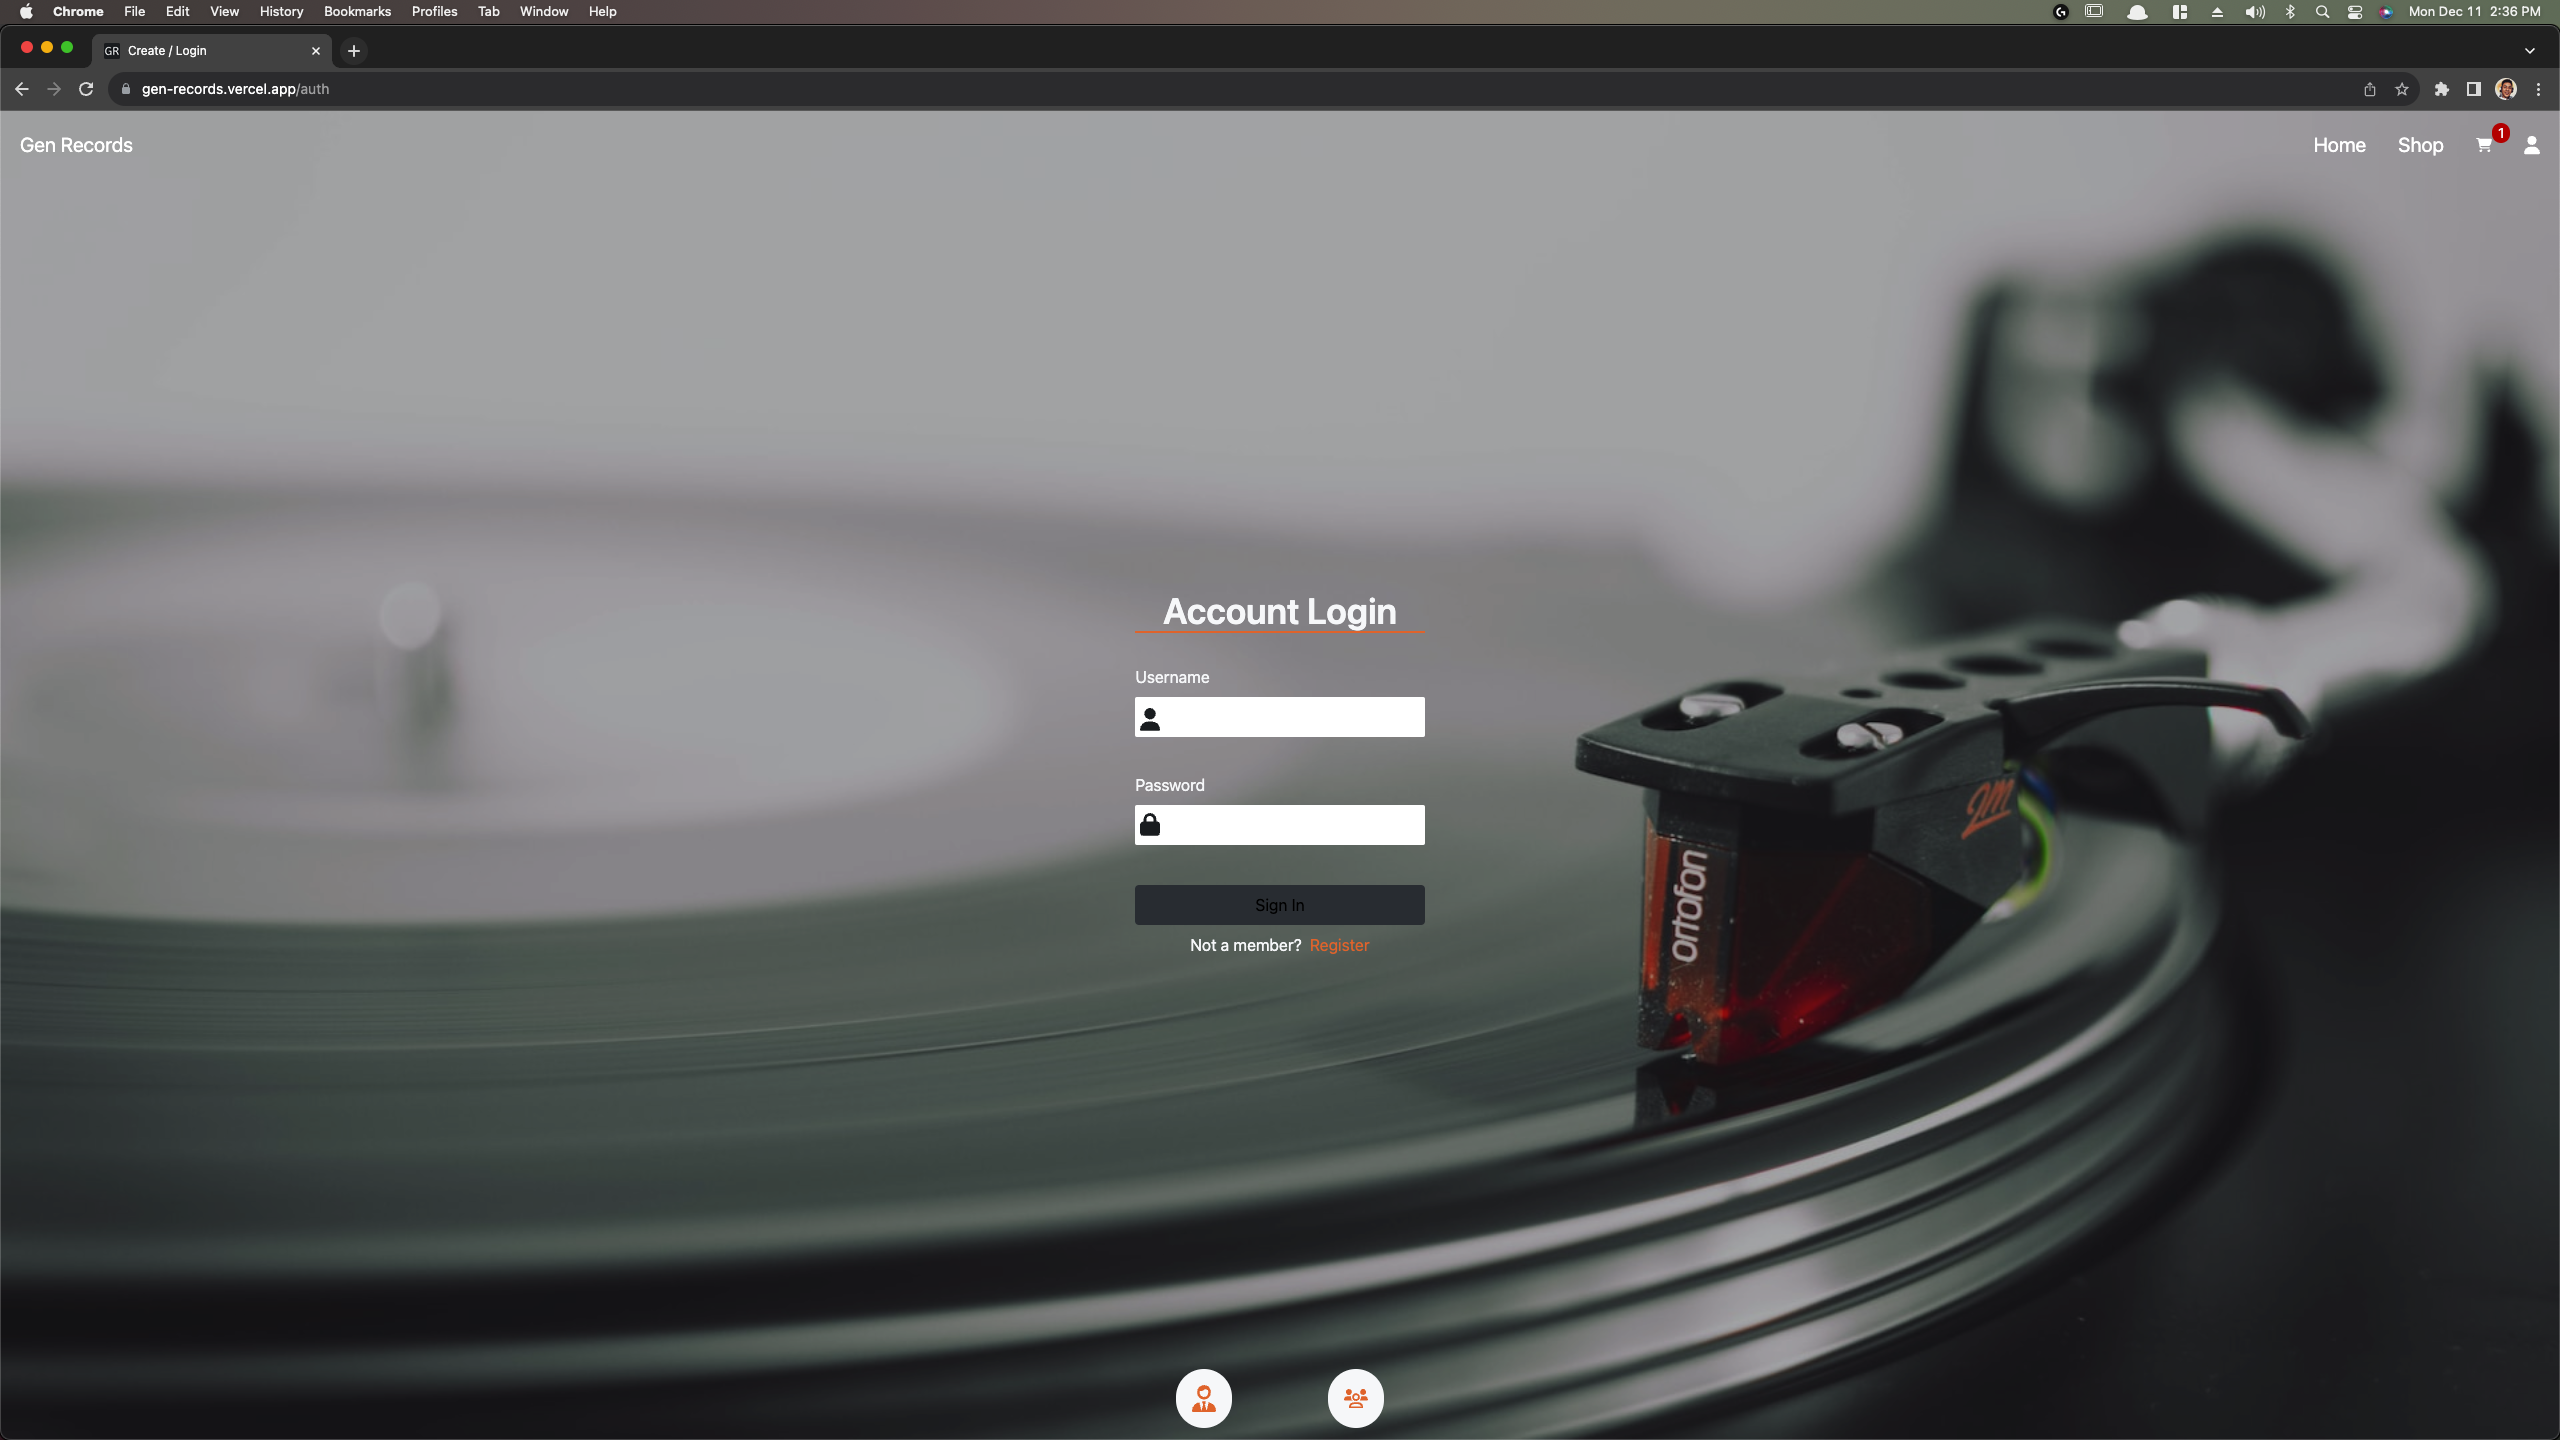 Chrome File Edit View History Bookmarks Profiles Tab Window Help
Mon Dec 11 2:36 PM
GR Create / Login
gen-records.vercel.app/auth
Gen Records
Home Shop 1
Account Login
Username
Password
Sign In
Not a member? Register
ortofon
2M